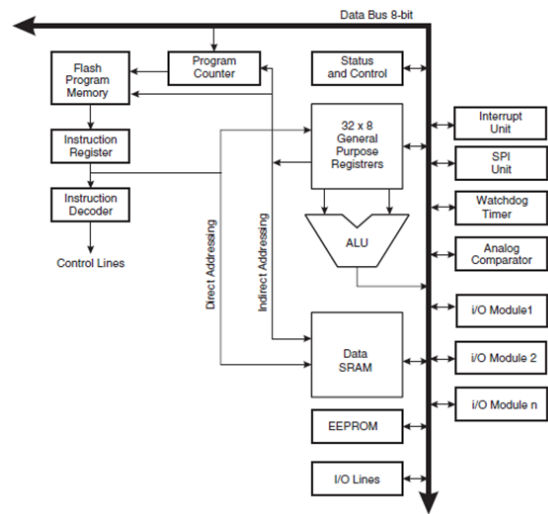 Data Bus 8-bit
Flash
Program
Memory
Program
Counter
Status
and Control
Instruction
Register
32 x 8
General
Purpose
Registrers
Interrupt
Unit
SPI
Unit
Instruction
Decoder
Watchdog
Timer
ALU
Analog
Comparator
Control Lines
Direct Addressing
Indirect Addressing
i/O Module1
Data
SRAM
i/O Module 2
i/O Module n
EEPROM
I/O Lines